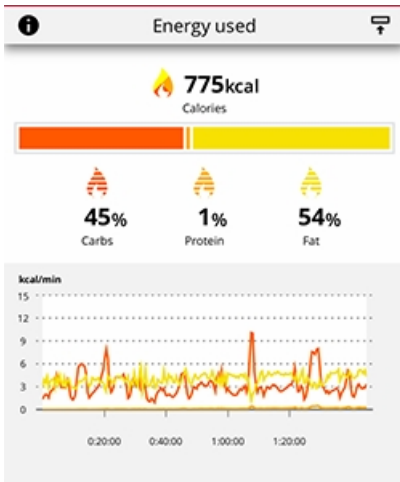 Energy used
775kcal
Calories
45% 1% 54%
Carbs Protein Fat
kcal/min
15
12
9
6
3
0
0:20:00 0:40:00 1:00:00 1:20:00